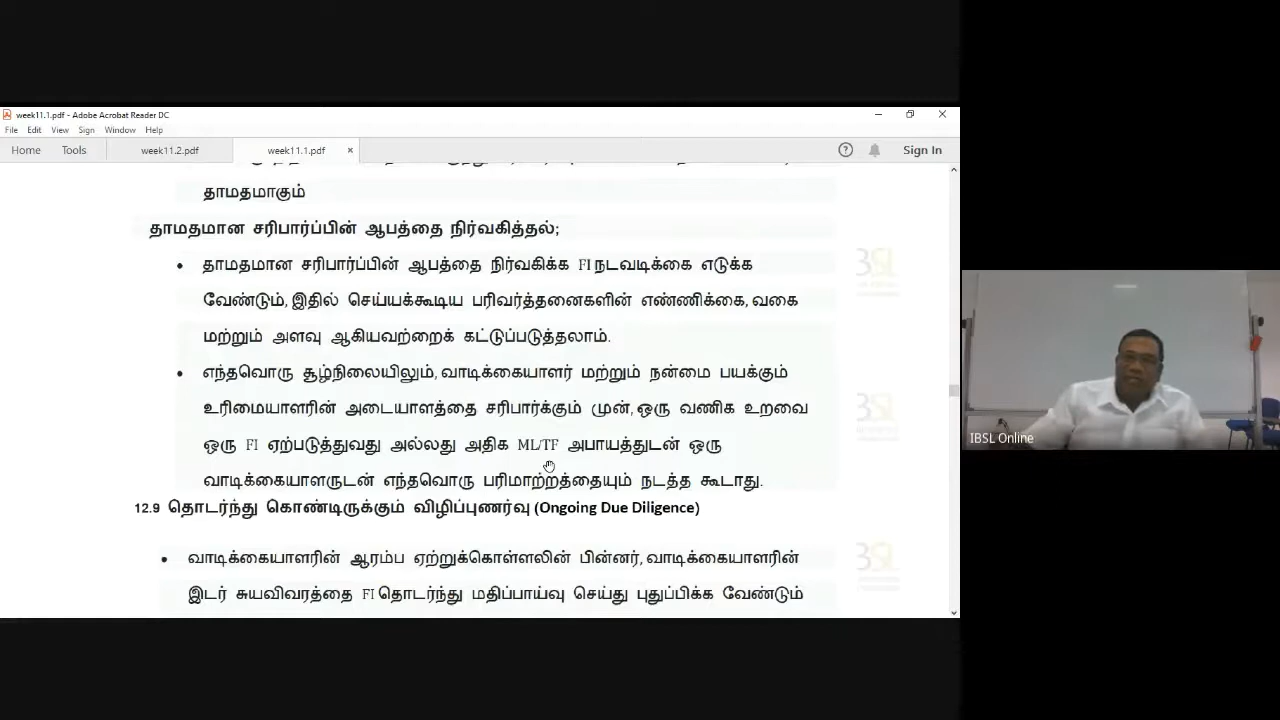 week11.1.pdf - Adobe Acrobat Reader DC
File Edit View Sign Window Help
Home Tools week11.2.pdf week11.1.pdf × Sign In
தாமதமாகும்
தாமதமான சரிபார்ப்பின் ஆபத்தை நிர்வகித்தல்;
• தாமதமான சரிபார்ப்பின் ஆபத்தை நிர்வகிக்க FI நடவடிக்கை எடுக்க
வேண்டும், இதில் செய்யக்கூடிய பரிவர்த்தனைகளின் எண்ணிக்கை, வகை
மற்றும் அளவு ஆகியவற்றைக் கட்டுப்படுத்தலாம்.
• எந்தவொரு சூழ்நிலையிலும், வாடிக்கையாளர் மற்றும் நன்மை பயக்கும்
உரிமையாளரின் அடையாளத்தை சரிபார்க்கும் முன், ஒரு வணிக உறவை
ஒரு FI ஏற்படுத்துவது அல்லது அதிக ML/TF அபாயத்துடன் ஒரு
வாடிக்கையாளருடன் எந்தவொரு பரிமாற்றத்தையும் நடத்த கூடாது.
12.9 தொடர்ந்து கொண்டிருக்கும் விழிப்புணர்வு (Ongoing Due Diligence)
• வாடிக்கையாளரின் ஆரம்ப ஏற்றுக்கொள்ளலின் பின்னர், வாடிக்கையாளரின்
இடர் சுயவிவரத்தை FI தொடர்ந்து மதிப்பாய்வு செய்து புதுப்பிக்க வேண்டும்
IBSL Online